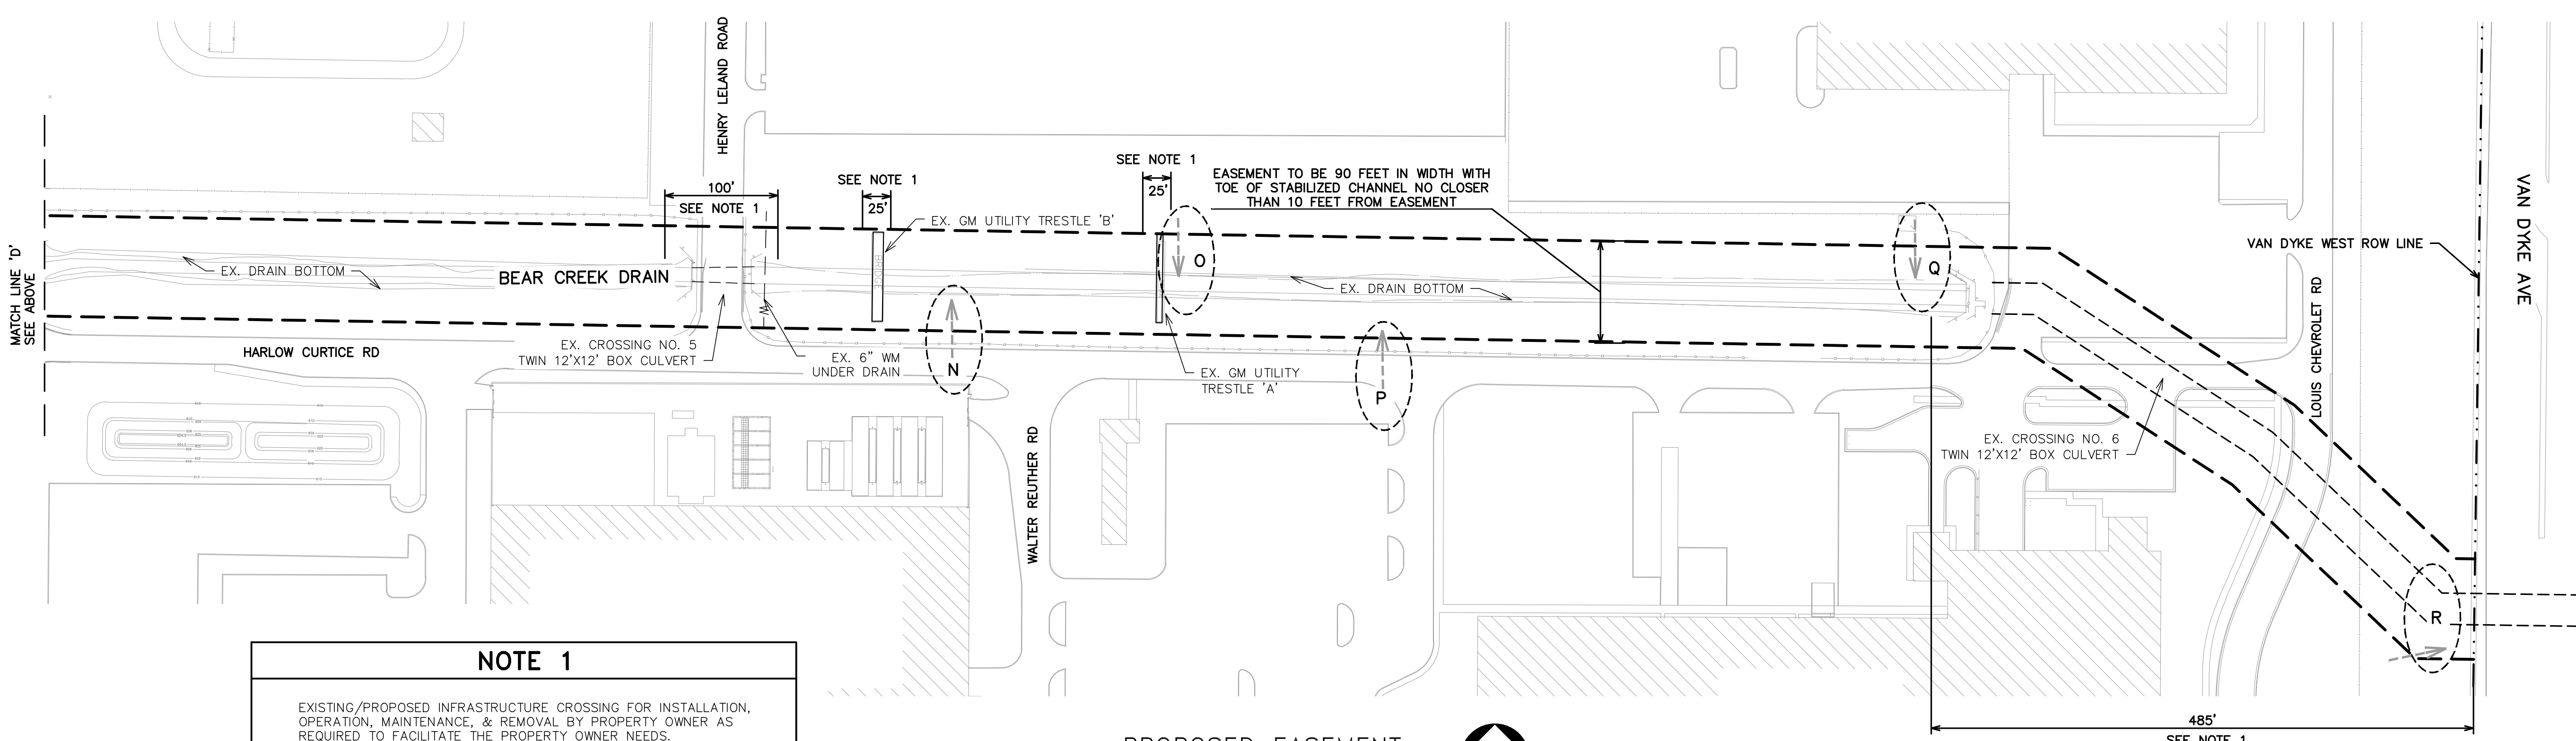 HENRY LELAND ROAD
SEE NOTE 1
SEE NOTE 1
100'
SEE NOTE 1
25'
25'
EASEMENT TO BE 90 FEET IN WIDTH WITH
TOE OF STABILIZED CHANNEL NO CLOSER
THAN 10 FEET FROM EASEMENT
VAN DYKE AVE
MATCH LINE 'D'
SEE ABOVE
EX. DRAIN BOTTOM
BEAR CREEK DRAIN
EX. GM UTILITY TRESTLE 'B'
BRIDGE
O
EX. DRAIN BOTTOM
Q
VAN DYKE WEST ROW LINE
LOUIS CHEVROLET RD
HARLOW CURTICE RD
EX. CROSSING NO. 5
TWIN 12'X12' BOX CULVERT
W
EX. 6" WM
UNDER DRAIN
N
EX. GM UTILITY
TRESTLE 'A'
P
WALTER REUTHER RD
EX. CROSSING NO. 6
TWIN 12'X12' BOX CULVERT
R
NOTE 1
EXISTING/PROPOSED INFRASTRUCTURE CROSSING FOR INSTALLATION,
OPERATION, MAINTENANCE, & REMOVAL BY PROPERTY OWNER AS
REQUIRED TO FACILITATE THE PROPERTY OWNER NEEDS.
PROPOSED EASEMENT
485'
SEE NOTE 1